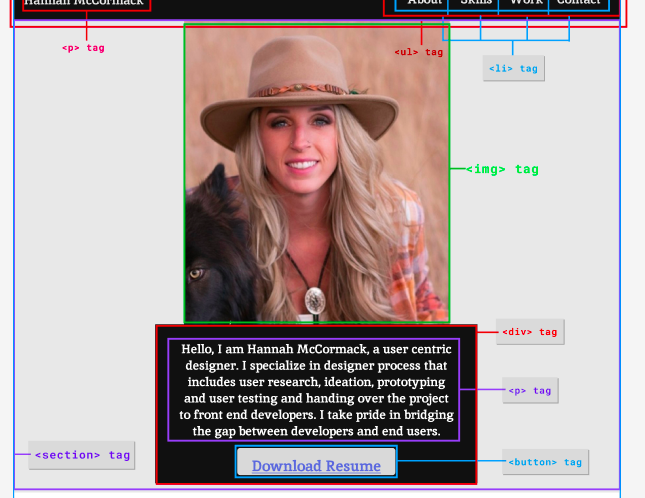 Hannah McCormack
About Skills Work Contact
<p> tag
<ul> tag
<li> tag
<img> tag
<div> tag
Hello, I am Hannah McCormack, a user centric
designer. I specialize in designer process that
includes user research, ideation, prototyping
and user testing and handing over the project
to front end developers. I take pride in bridging
the gap between developers and end users.
<p> tag
<section> tag
Download Resume
<button> tag